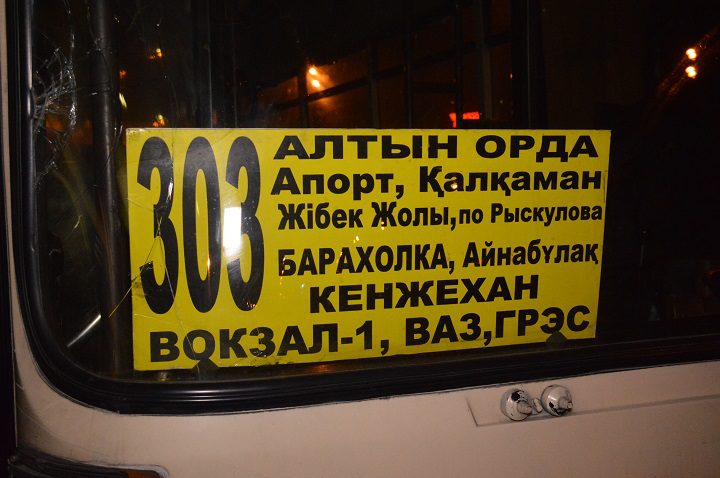 303
АЛТЫН ОРДА
Апорт, Қалқаман
Жібек Жолы,по Рыскулова
БАРАХОЛКА, Айнабұлақ
КЕНЖЕХАН
ВОКЗАЛ-1, ВАЗ,ГРЭС